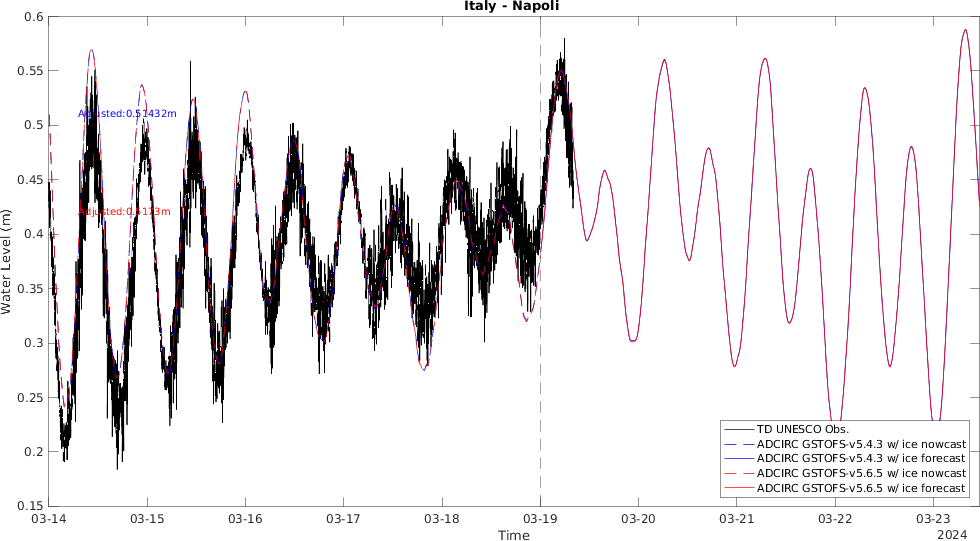 Italy - Napoli
0.6
0.55
0.5
0.45
0.4
0.35
0.3
0.25
0.2
0.15
Water Level (m)
Adjusted:0.51432m
Adjusted:0.5173m
TD UNESCO Obs.
ADCIRC GSTOFS-v5.4.3 w/ ice nowcast
ADCIRC GSTOFS-v5.4.3 w/ ice forecast
ADCIRC GSTOFS-v5.6.5 w/ ice nowcast
ADCIRC GSTOFS-v5.6.5 w/ ice forecast
03-14 03-15 03-16 03-17 03-18 03-19 03-20 03-21 03-22 03-23
Time
2024